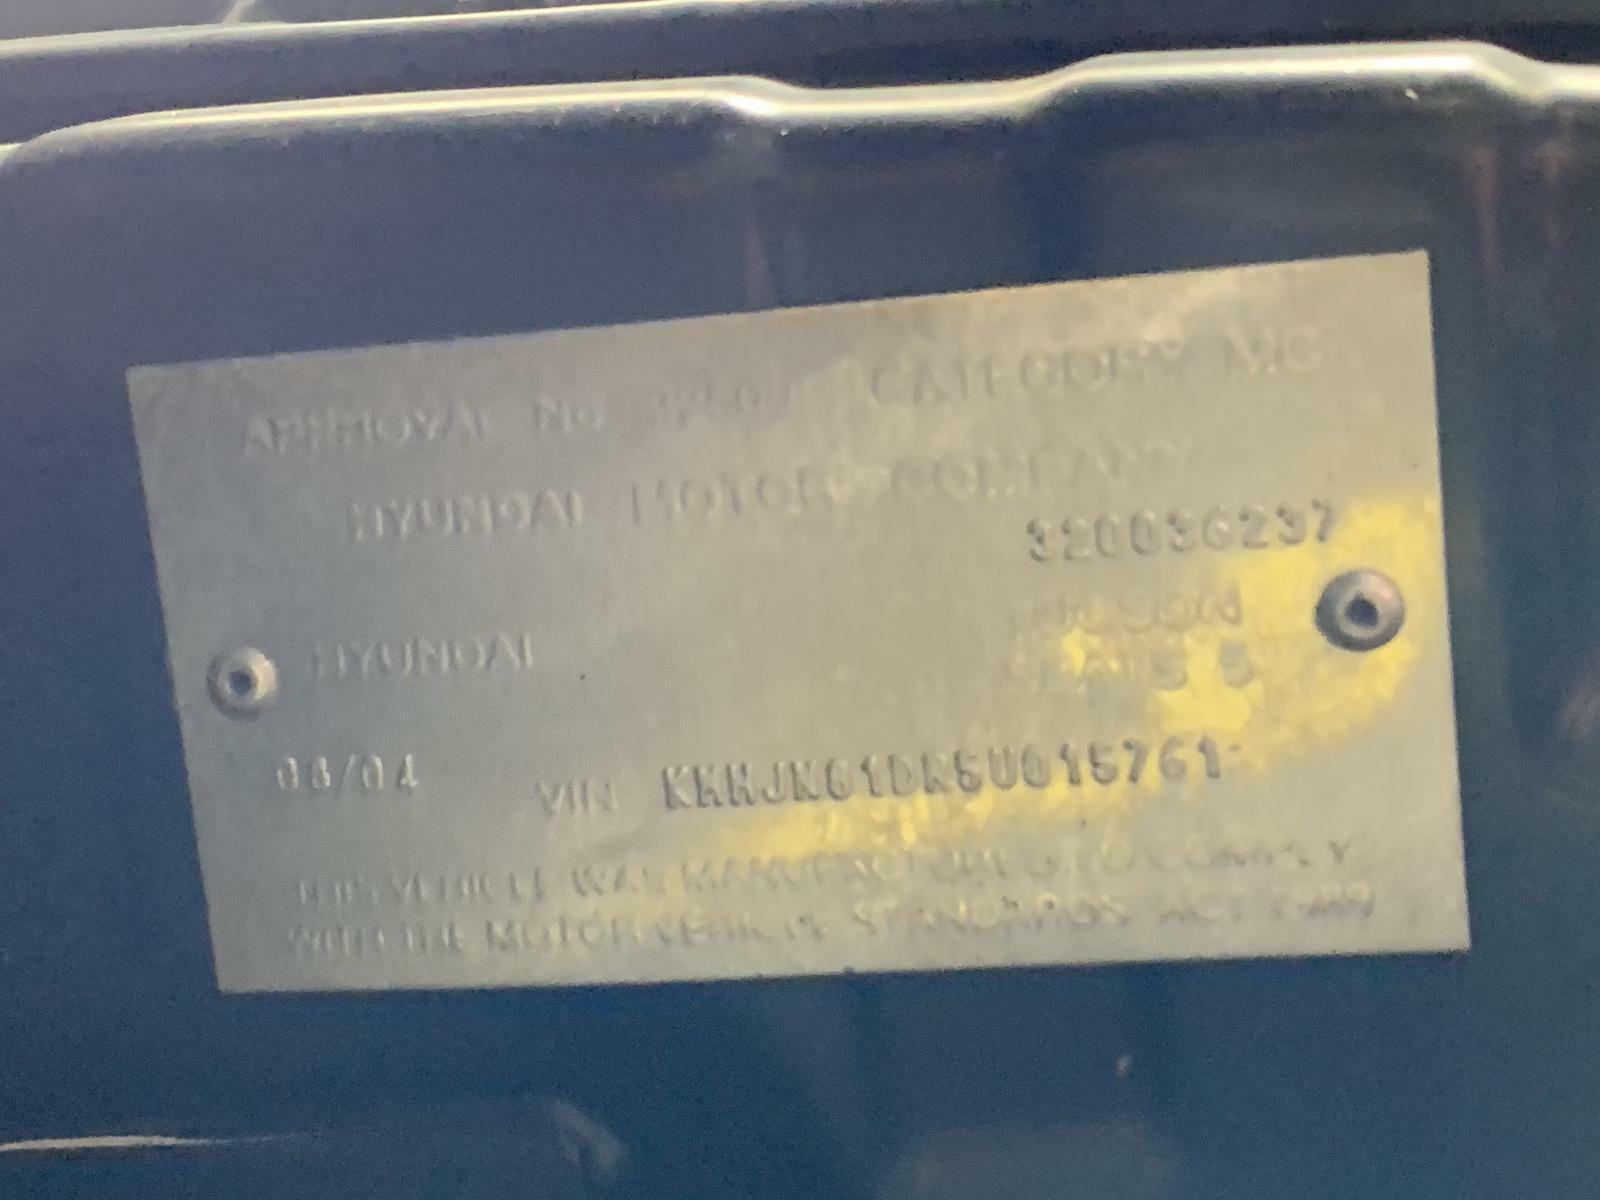 APPROVAL No CATEGORY MC
HYUNDAI MOTOR COMPANY
320036237
HYUNDAI TUCSON
SEATS 5
08/04 VIN KMHJN81DR5U015761
THIS VEHICLE WAS MANUFACTURED TO COMPLY
WITH THE MOTOR VEHICLE STANDARDS ACT 1989